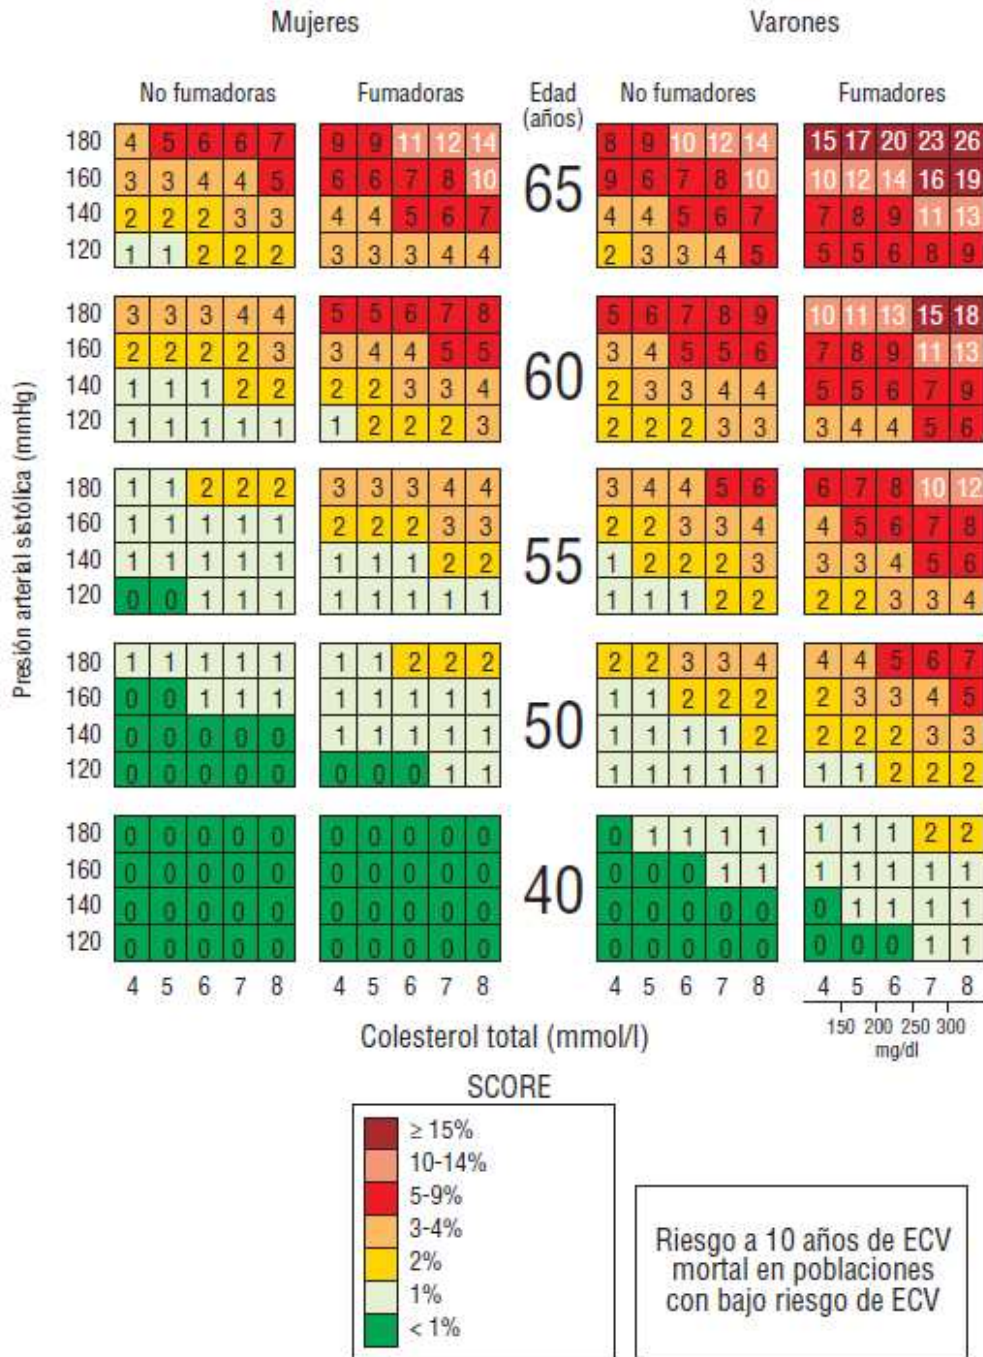 Mujeres Varones
No fumadoras Fumadoras Edad (años) No fumadores Fumadores
Presión arterial sistólica (mmHg)
65
180 4 5 6 6 7 9 9 11 12 14 8 9 10 12 14 15 17 20 23 26
160 3 3 4 4 5 6 6 7 8 10 9 6 7 8 10 10 12 14 16 19
140 2 2 2 3 3 4 4 5 6 7 4 4 5 6 7 7 8 9 11 13
120 1 1 2 2 2 3 3 3 4 4 2 3 3 4 5 5 5 6 8 9
60
180 3 3 3 4 4 5 5 6 7 8 5 6 7 8 9 10 11 13 15 18
160 2 2 2 2 3 3 4 4 5 5 3 4 5 5 6 7 8 9 11 13
140 1 1 1 2 2 2 2 3 3 4 2 3 3 4 4 5 5 6 7 9
120 1 1 1 1 1 1 2 2 2 3 2 2 2 3 3 3 4 4 5 6
55
180 1 1 2 2 2 3 3 3 4 4 3 4 4 5 6 6 7 8 10 12
160 1 1 1 1 1 2 2 2 3 3 2 2 3 3 4 4 5 6 7 8
140 1 1 1 1 1 1 1 1 2 2 1 2 2 2 3 3 3 4 5 6
120 0 0 1 1 1 1 1 1 1 1 1 1 1 2 2 2 2 3 3 4
50
180 1 1 1 1 1 1 1 2 2 2 2 2 3 3 4 4 4 5 6 7
160 0 0 1 1 1 1 1 1 1 1 1 1 2 2 2 2 3 3 4 5
140 0 0 0 0 0 1 1 1 1 1 1 1 1 1 2 2 2 2 3 3
120 0 0 0 0 0 0 0 0 1 1 1 1 1 1 1 1 1 2 2 2
40
180 0 0 0 0 0 0 0 0 0 0 0 1 1 1 1 1 1 1 2 2
160 0 0 0 0 0 0 0 0 0 0 0 0 0 1 1 1 1 1 1 1
140 0 0 0 0 0 0 0 0 0 0 0 0 0 0 0 0 1 1 1 1
120 0 0 0 0 0 0 0 0 0 0 0 0 0 0 0 0 0 0 1 1
4 5 6 7 8 4 5 6 7 8 4 5 6 7 8 4 5 6 7 8
150 200 250 300
mg/dl
Colesterol total (mmol/l)
SCORE
≥ 15%
10-14%
5-9%
3-4%
2%
1%
< 1%
Riesgo a 10 años de ECV
mortal en poblaciones
con bajo riesgo de ECV